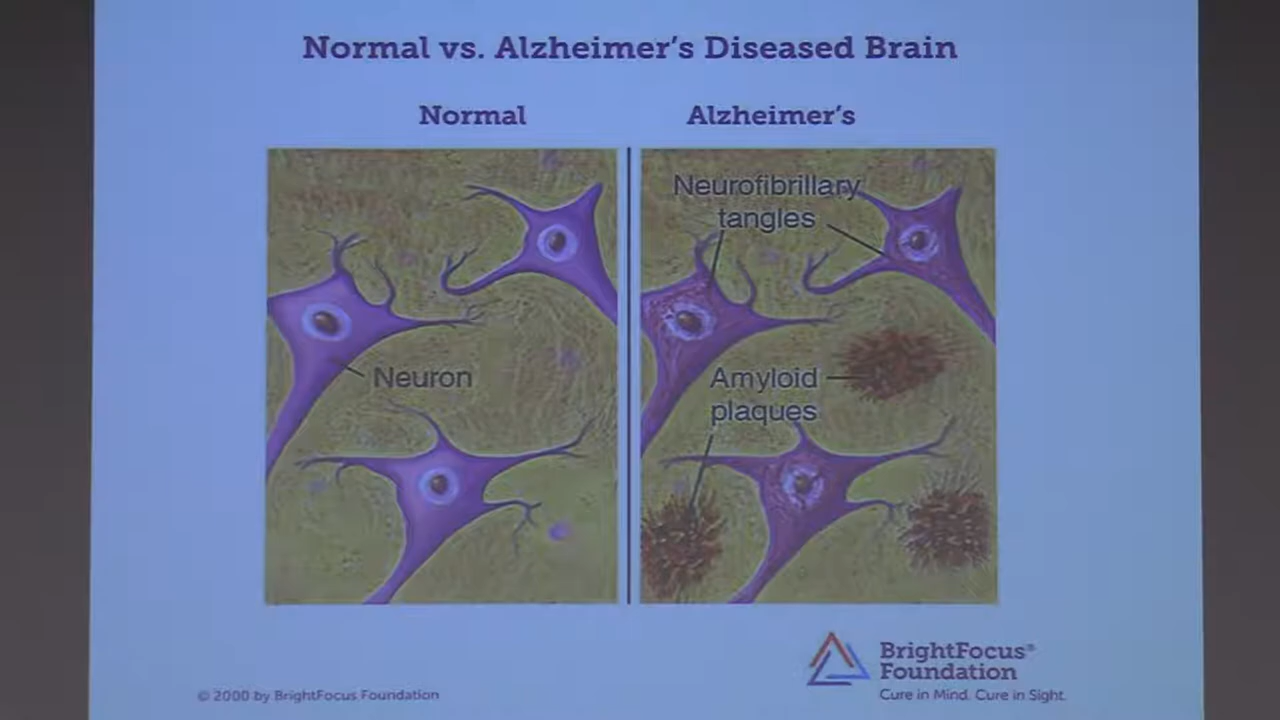 Normal vs. Alzheimer's Diseased Brain
Normal
Alzheimer's
Neuron
Neurofibrillary
tangles
Amyloid
plaques
© 2000 by BrightFocus Foundation
BrightFocus®
Foundation
Cure in Mind. Cure in Sight.